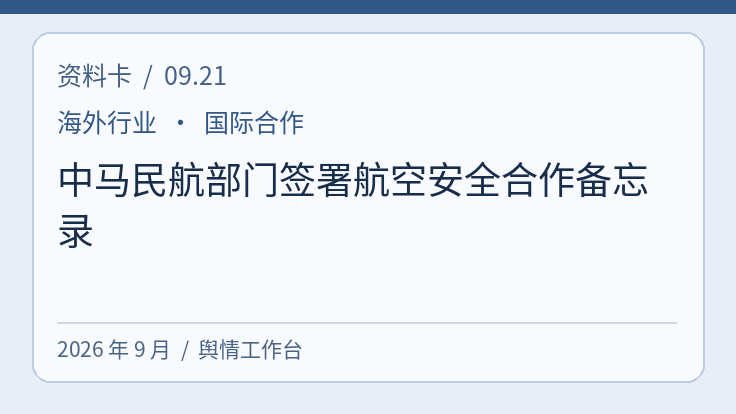 资料卡 / 09.21
海外行业 · 国际合作
中马民航部门签署航空安全合作备忘
录
2026 年 9 月 / 舆情工作台